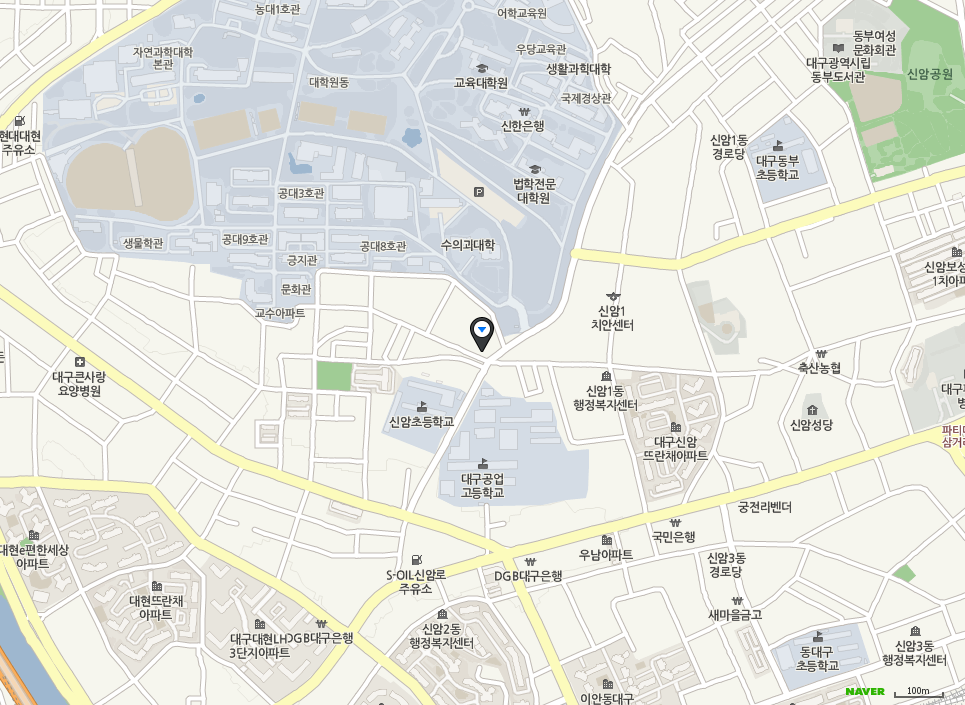 농대1호관
어학교육원
자연과학대학
본관
우당교육관
생활과학대학
대학원동
교육대학원
국제경상관
신한은행
동부여성
문화회관
대구광역시립
동부도서관
신암공원
현대대현
주유소
신암1동
경로당
대구동부
초등학교
법학전문
대학원
공대3호관
P
생물학관
공대9호관
공대8호관
수의과대학
긍지관
문화관
교수아파트
신암보성
1차아파
신암1
치안센터
대구큰사랑
요양병원
축산농협
신암1동
행정복지센터
신암초등학교
신암성당
대구
병
대구신암
뜨란채아파트
파티마
삼거리
대구공업
고등학교
궁전리벤더
국민은행
우남아파트
대현e편한세상
아파트
S-OIL신암로
주유소
DGB대구은행
신암3동
경로당
대현뜨란채
아파트
새마을금고
대구대현LH
3단지아파트
DGB대구은행
신암2동
행정복지센터
동대구
초등학교
신암3동
행정복지센터
이안동대구
NAVER
100m